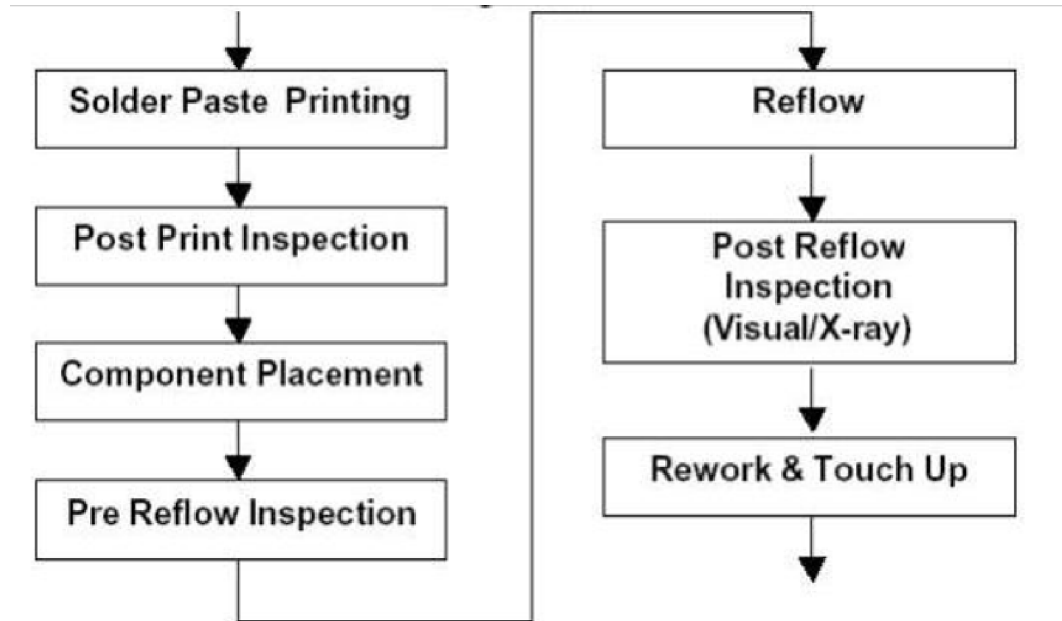 Solder Paste Printing
Post Print Inspection
Component Placement
Pre Reflow Inspection
Reflow
Post Reflow
Inspection
(Visual/X-ray)
Rework & Touch Up